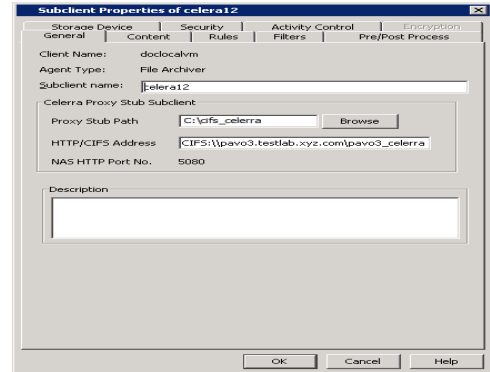 Subclient Properties of celera12
Storage Device Security Activity Control Encryption
General Content Rules Filters Pre/Post Process
Client Name: doclocalvm
Agent Type: File Archiver
Subclient name: celera12
Celerra Proxy Stub Subclient
Proxy Stub Path C:\cifs_celerra Browse
HTTP/CIFS Address CIFS:\\pavo3.testlab.xyz.com\pavo3_celerra
NAS HTTP Port No. 5080
Description
OK Cancel Help